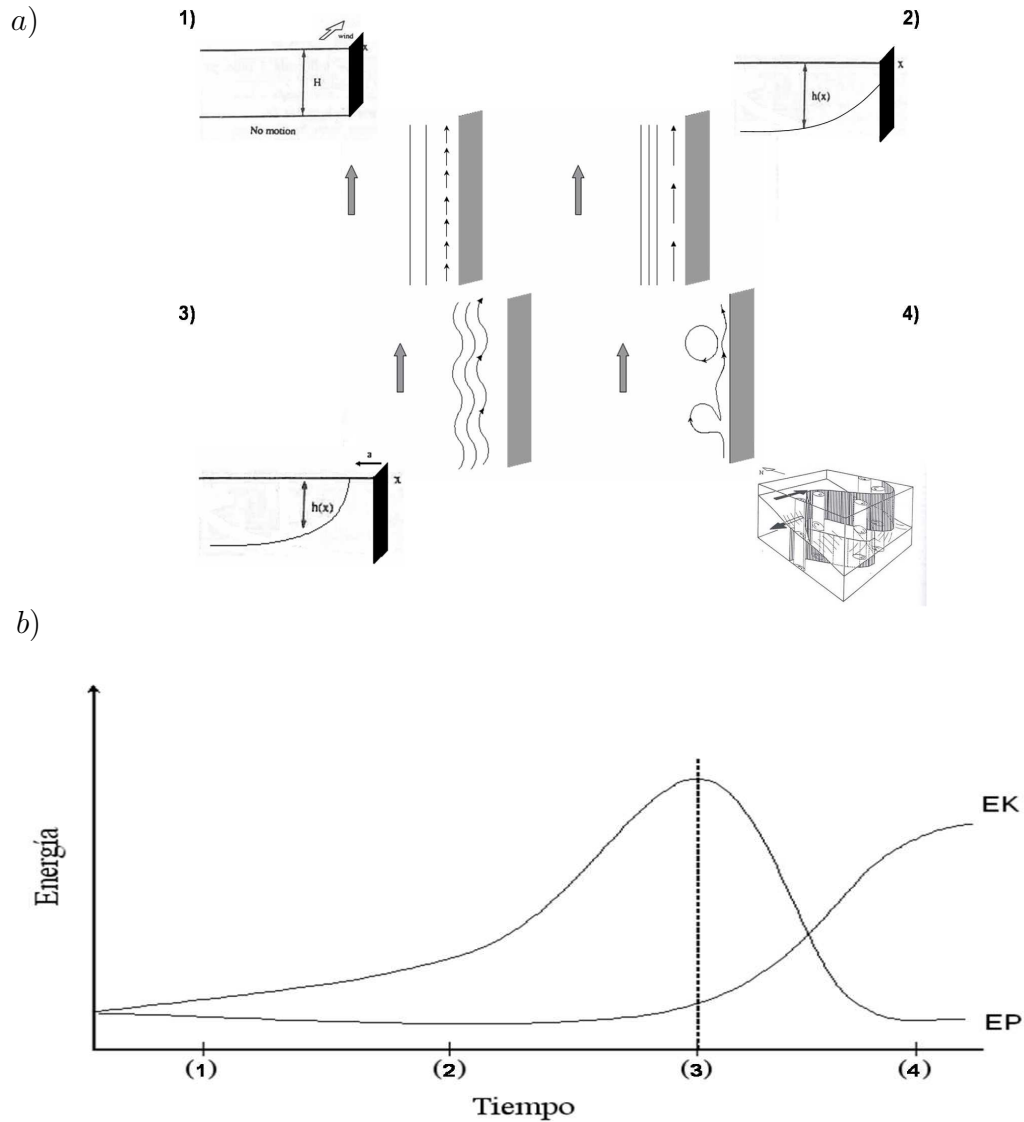 a)
1)
wind
x
H
No motion
2)
x
h(x)
3)
4)
a
x
h(x)
N
b)
Energía
EK
EP
(1)
(2)
(3)
(4)
Tiempo